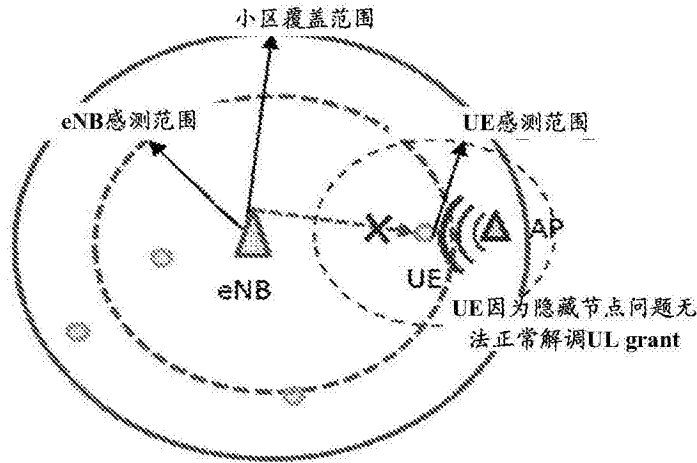 小区覆盖范围
eNB感测范围
UE感测范围
AP
eNB
UE
UE因为隐藏节点问题无
法正常解调UL grant